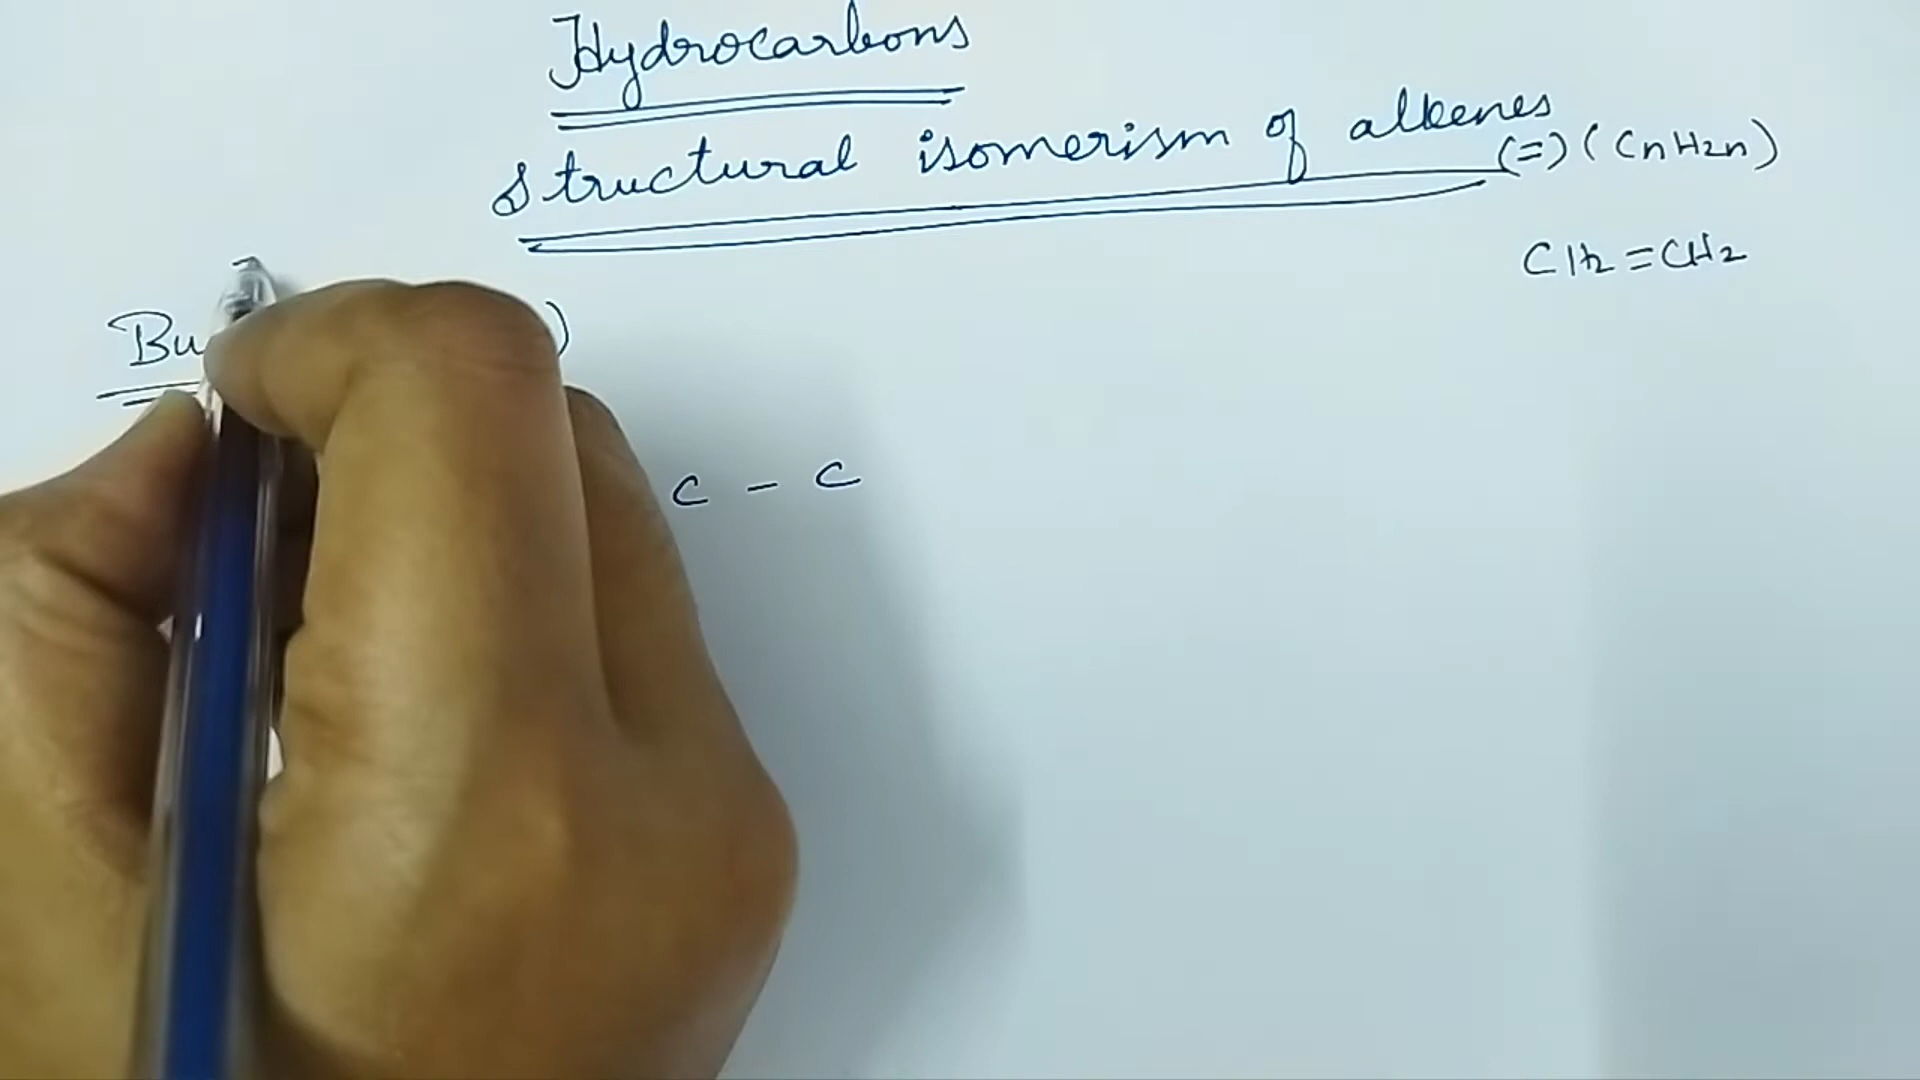 Hydrocarbons
Structural isomerism of alkenes
(=) (CnH2n)
CH2=CH2
Bu )
C - C